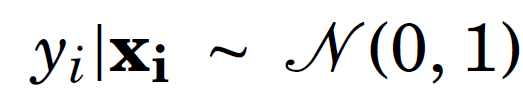 yᵢ|𝐱ᵢ ~ 𝒩(0, 1)